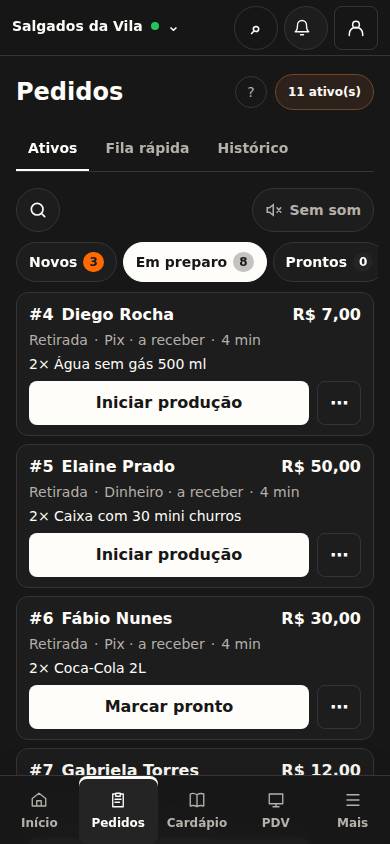 Salgados da Vila
Pedidos
?
11 ativo(s)
Ativos
Fila rápida
Histórico
Sem som
Novos 3
Em preparo 8
Prontos 0
#4 Diego Rocha R$ 7,00
Retirada · Pix · a receber · 4 min
2× Água sem gás 500 ml
Iniciar produção
...
#5 Elaine Prado R$ 50,00
Retirada · Dinheiro · a receber · 4 min
2× Caixa com 30 mini churros
Iniciar produção
...
#6 Fábio Nunes R$ 30,00
Retirada · Pix · a receber · 4 min
2× Coca-Cola 2L
Marcar pronto
...
#7 Gabriela Torres R$ 12,00
Início
Pedidos
Cardápio
PDV
Mais